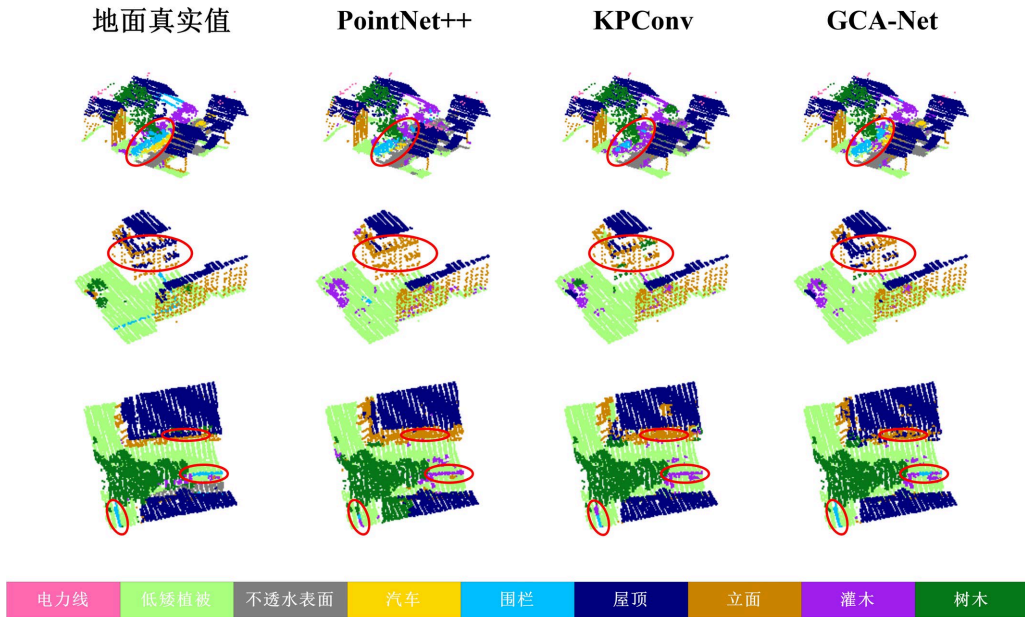 地面真实值 PointNet++ KPConv GCA-Net
电力线 低矮植被 不透水表面 汽车 围栏 屋顶 立面 灌木 树木